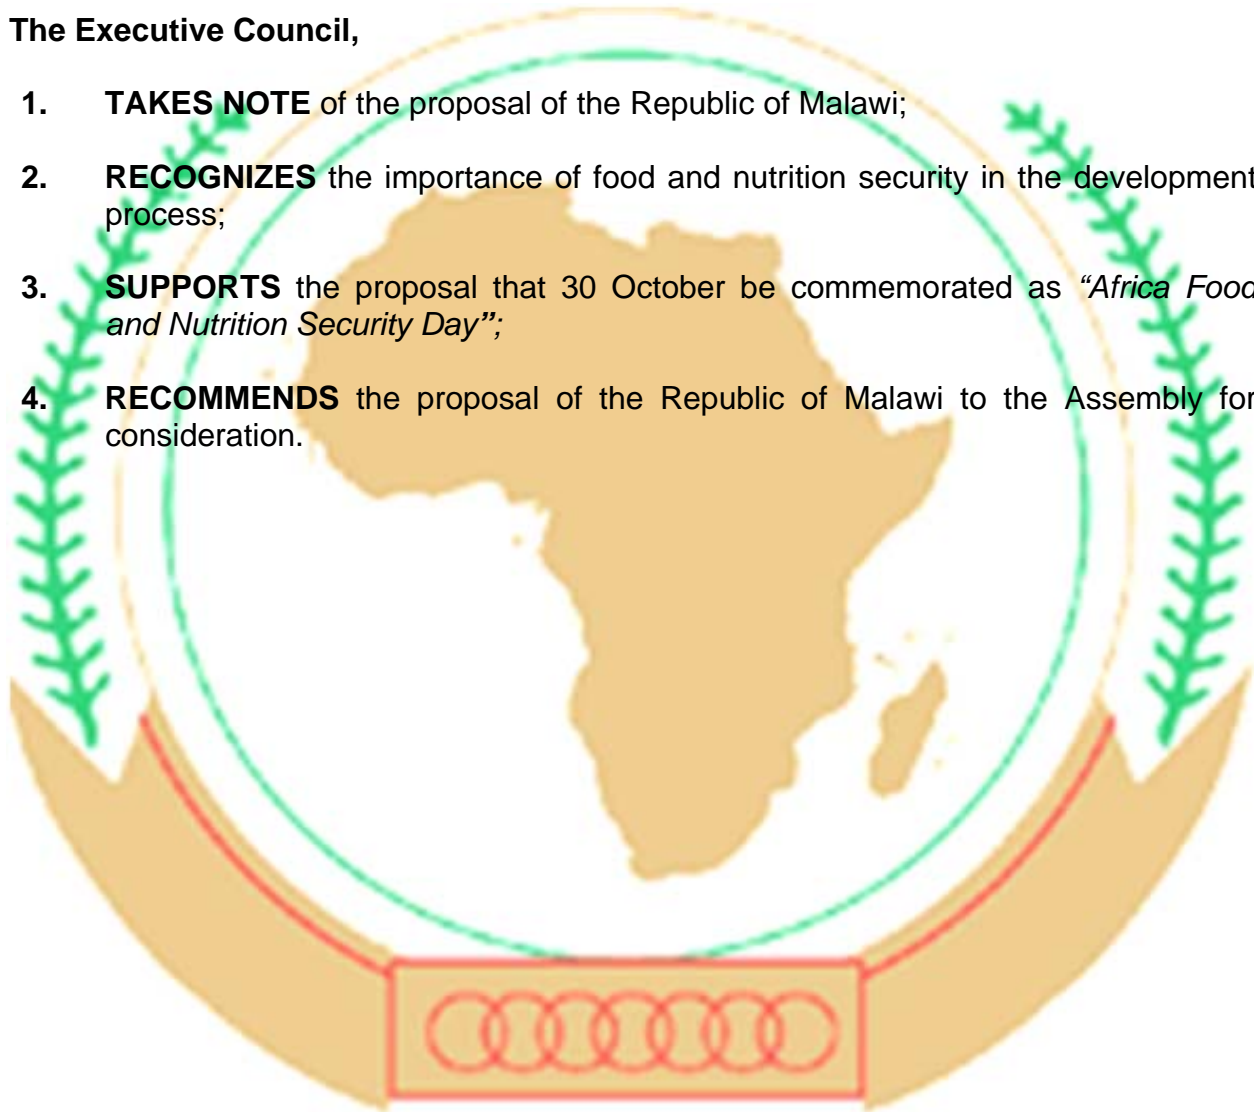 The Executive Council,
1. TAKES NOTE of the proposal of the Republic of Malawi;
2. RECOGNIZES the importance of food and nutrition security in the development
process;
3. SUPPORTS the proposal that 30 October be commemorated as “Africa Food
and Nutrition Security Day”;
4. RECOMMENDS the proposal of the Republic of Malawi to the Assembly for
consideration.